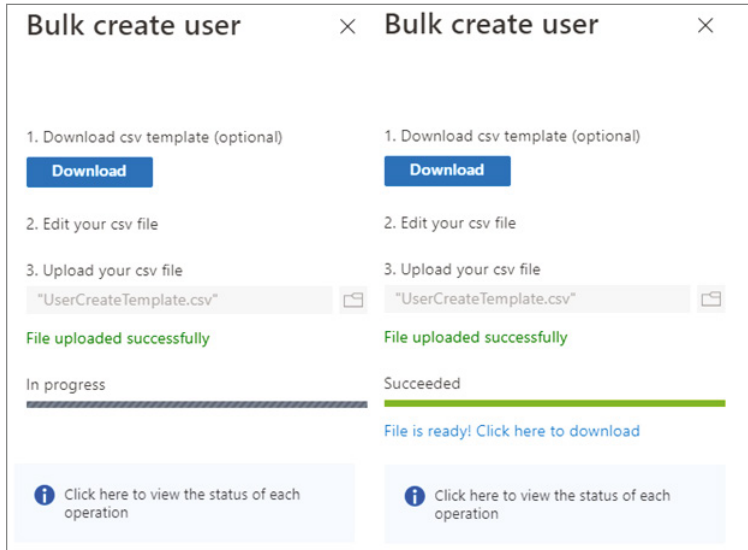 Bulk create user
1. Download csv template (optional)
Download
2. Edit your csv file
3. Upload your csv file
"UserCreateTemplate.csv"
File uploaded successfully
In progress
Click here to view the status of each
operation
Bulk create user
1. Download csv template (optional)
Download
2. Edit your csv file
3. Upload your csv file
"UserCreateTemplate.csv"
File uploaded successfully
Succeeded
File is ready! Click here to download
Click here to view the status of each
operation